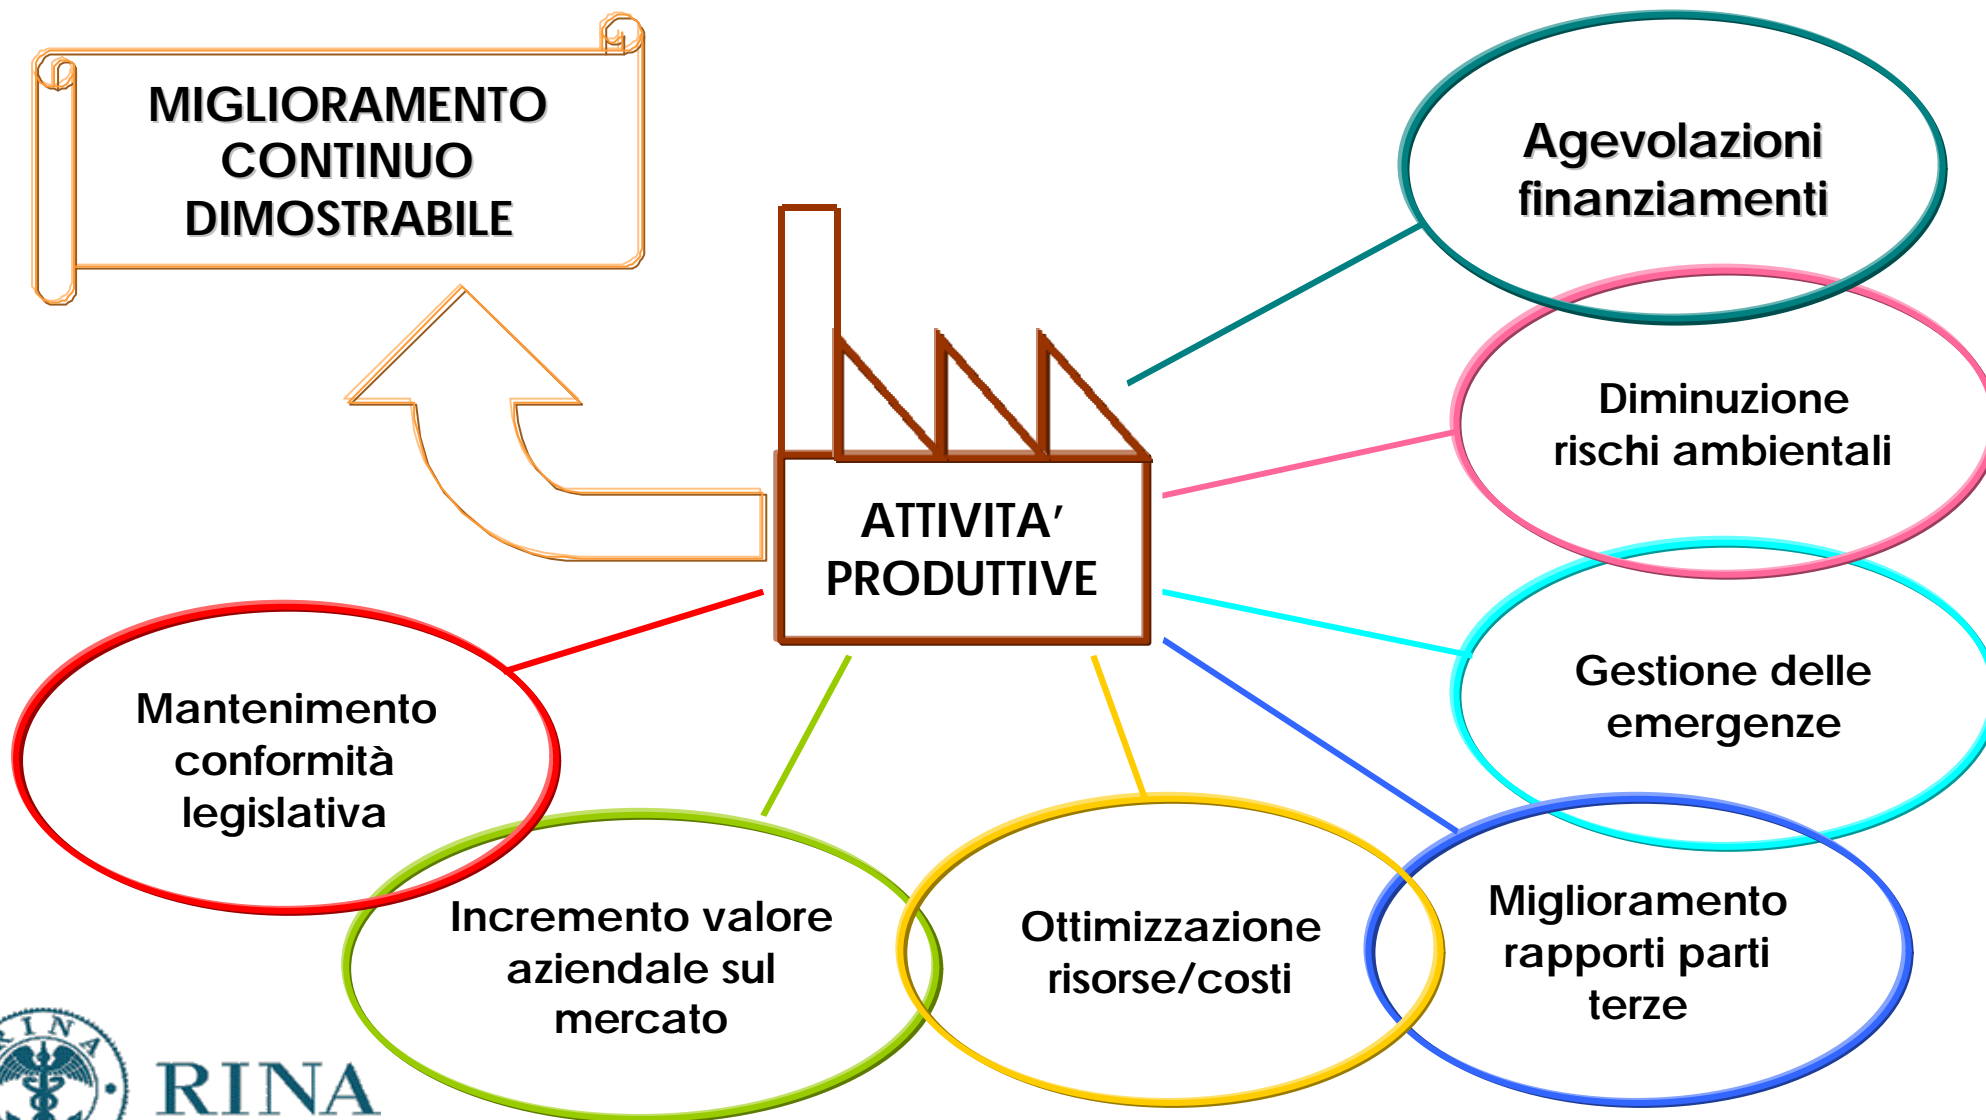 MIGLIORAMENTO
CONTINUO
DIMOSTRABILE
Agevolazioni
finanziamenti
Diminuzione
rischi ambientali
ATTIVITA’
PRODUTTIVE
Gestione delle
emergenze
Mantenimento
conformità
legislativa
Incremento valore
aziendale sul
mercato
Ottimizzazione
risorse/costi
Miglioramento
rapporti parti
terze
RINA
RINA